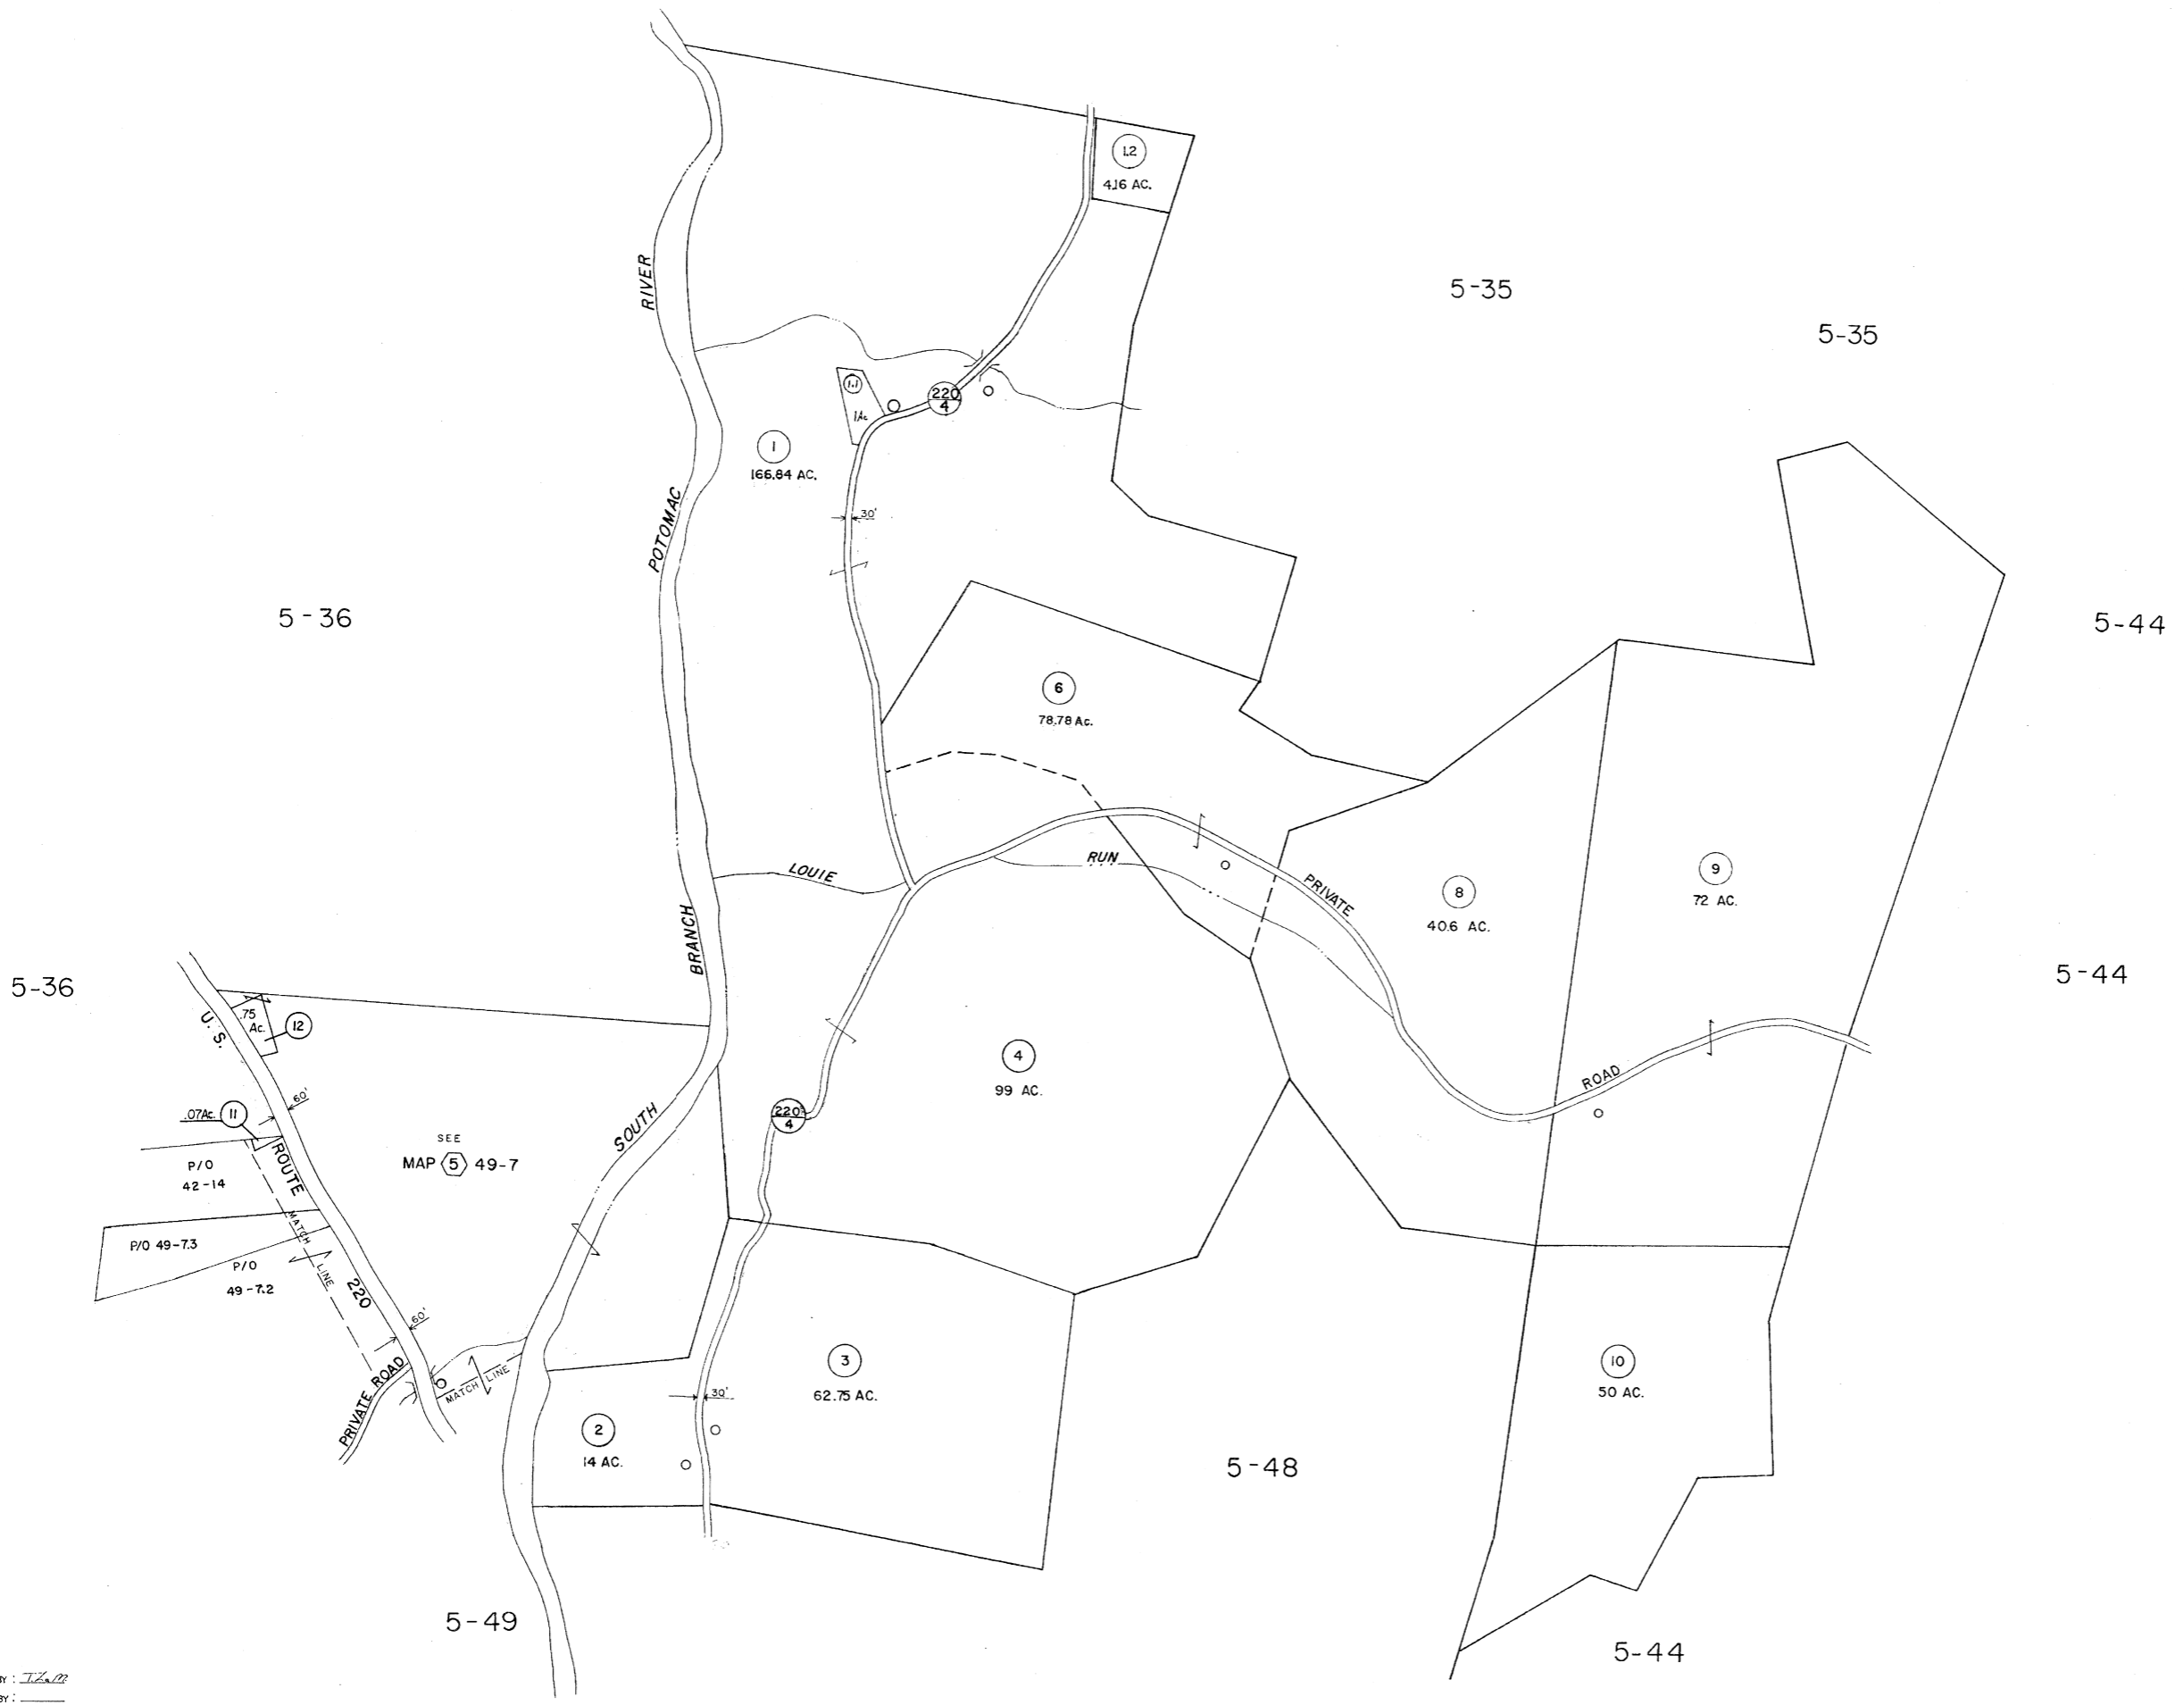 1.2
4.16 AC.
5-35
5-35
RIVER
1.1
1Ac
220
4
1
166.84 AC.
30'
POTOMAC
5-36
5-44
6
78.78 Ac.
LOUIE
RUN
PRIVATE
8
40.6 AC.
9
72 AC.
BRANCH
5-36
5-44
.75
Ac.
12
U. S.
4
99 AC.
ROAD
60'
.07Ac.
11
220
4
SOUTH
SEE
MAP 5 49-7
ROUTE
P/O
42-14
MATCH
LINE
P/O 49-7.3
P/O
49-7.2
220
60'
PRIVATE ROAD
MATCH LINE
3
62.75 AC.
10
50 AC.
30'
2
14 AC.
5-48
5-49
5-44
BY:
BY: